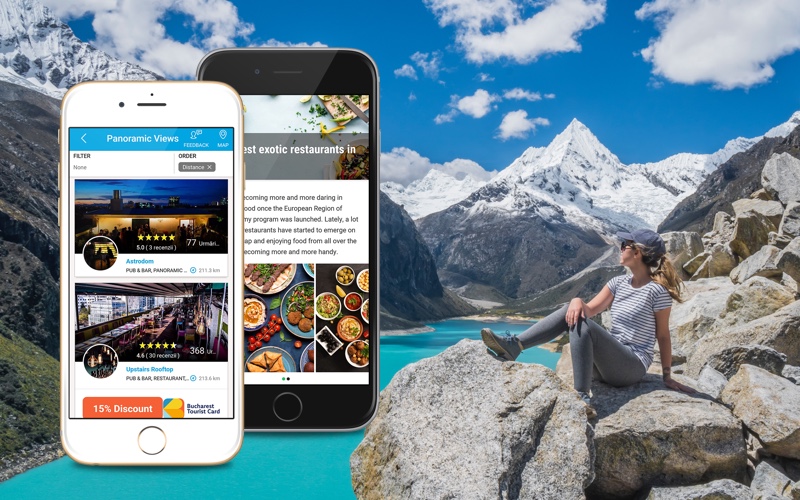 Panoramic Views
FEEDBACK
MAP
FILTER
ORDER
None
Distance X
5.0 ( 3 recenzii )
77 Urmări...
Astrodom
PUB & BAR, PANORAMIC ...
211.3 km
4.6 ( 30 recenzii )
368 Ur...
Upstairs Rooftop
PUB & BAR, RESTAURANT,...
213.6 km
15% Discount
Bucharest
Tourist Card
est exotic restaurants in
ecoming more and more daring in
ood once the European Region of
my program was launched. Lately, a lot
restaurants have started to emerge on
ap and enjoying food from all over the
ecoming more and more handy.